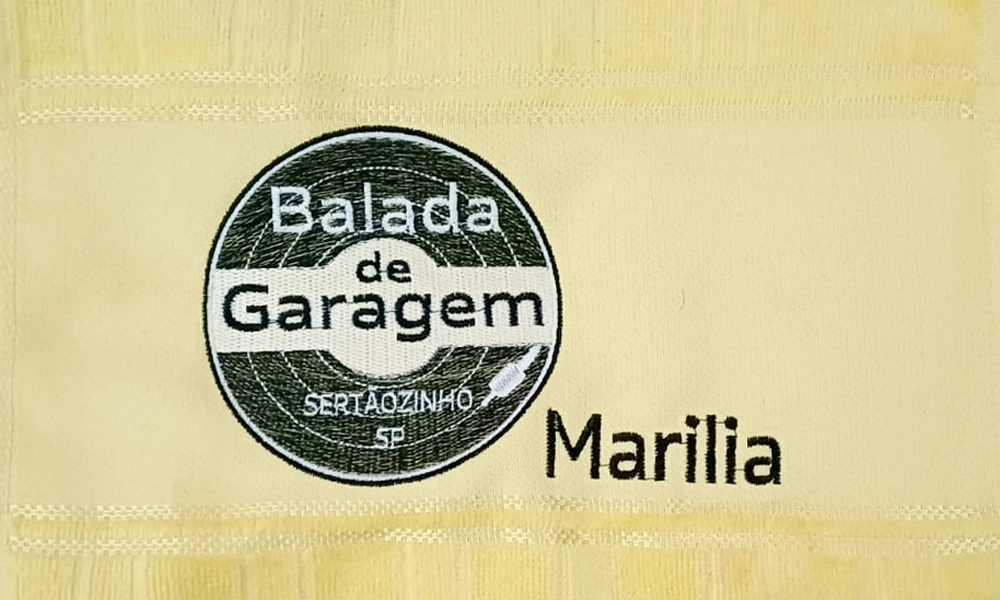 Balada
de
Garagem
SERTÃOZINHO
SP
Marilia